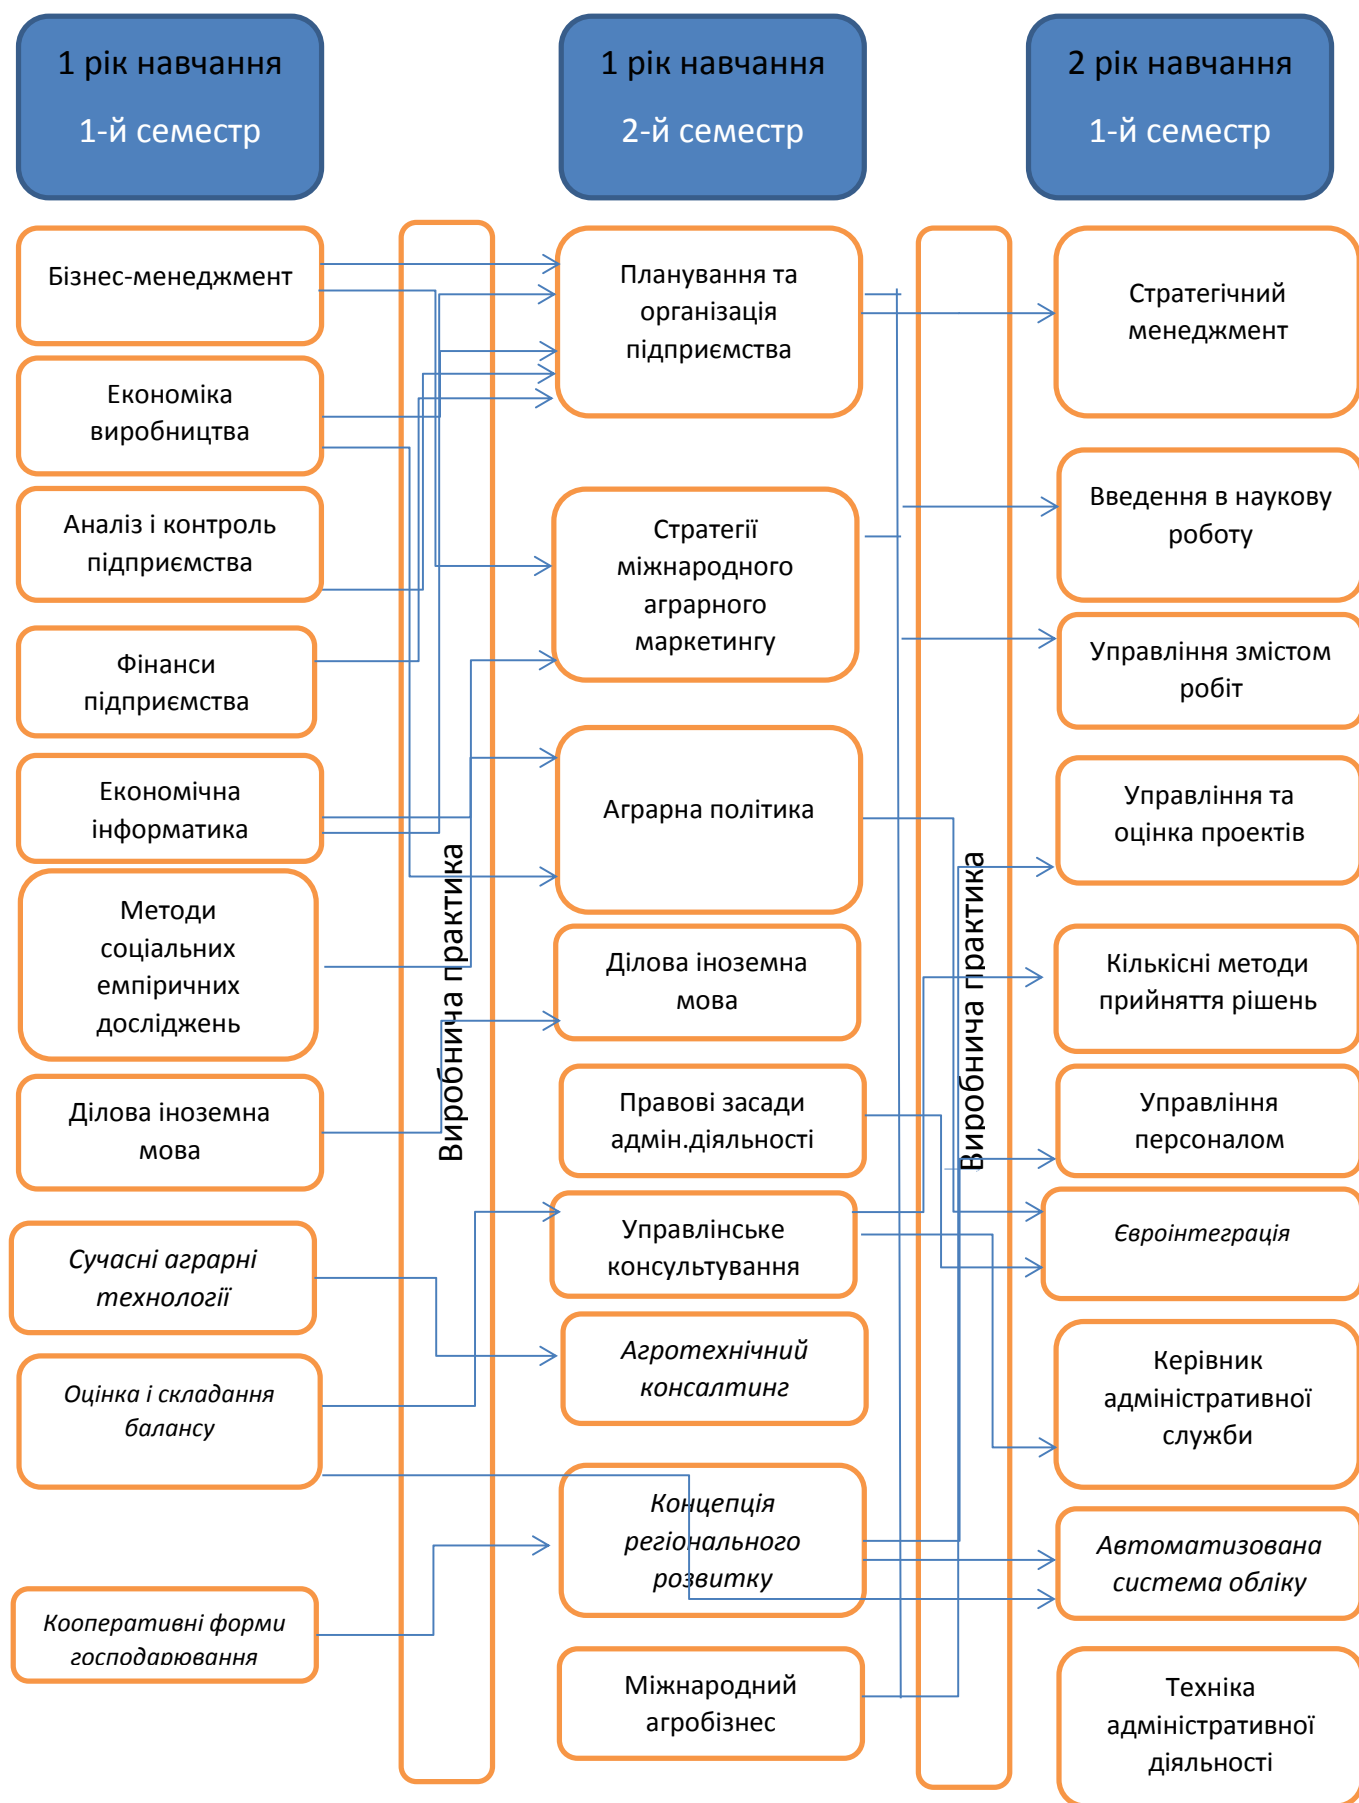 1 рік навчання
1-й семестр
1 рік навчання
2-й семестр
2 рік навчання
1-й семестр
Бізнес-менеджмент
Економіка
виробництва
Аналіз і контроль
підприємства
Фінанси
підприємства
Економічна
інформатика
Методи
соціальних
емпіричних
досліджень
Ділова іноземна
мова
Сучасні аграрні
технології
Оцінка і складання
балансу
Кооперативні форми
господарювання
Виробнича практика
Планування та
організація
підприємства
Стратегії
міжнародного
аграрного
маркетингу
Аграрна політика
Ділова іноземна
мова
Правові засади
адмін.діяльності
Управлінське
консультування
Агротехнічний
консалтинг
Концепція
регіонального
розвитку
Міжнародний
агробізнес
Виробнича практика
Стратегічний
менеджмент
Введення в наукову
роботу
Управління змістом
робіт
Управління та
оцінка проектів
Кількісні методи
прийняття рішень
Управління
персоналом
Євроінтеграція
Керівник
адміністративної
служби
Автоматизована
система обліку
Техніка
адміністративної
діяльності